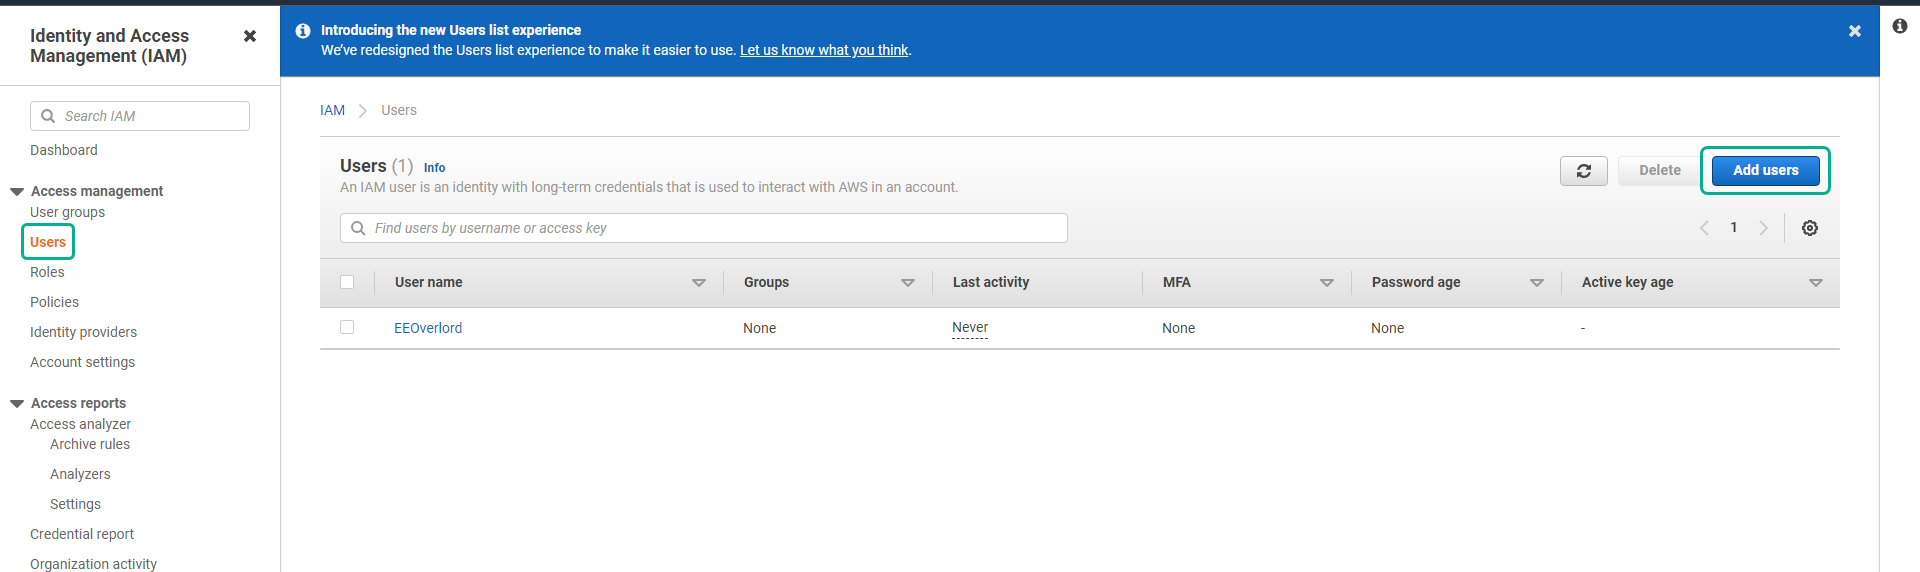 Identity and Access
Management (IAM)
Search IAM
Dashboard
Access management
User groups
Users
Roles
Policies
Identity providers
Account settings
Access reports
Access analyzer
Archive rules
Analyzers
Settings
Credential report
Organization activity
Introducing the new Users list experience
We've redesigned the Users list experience to make it easier to use. Let us know what you think.
IAM Users
Users (1) Info
An IAM user is an identity with long-term credentials that is used to interact with AWS in an account.
Delete Add users
Find users by username or access key
1
User name Groups Last activity MFA Password age Active key age
EEOverlord None Never None None -